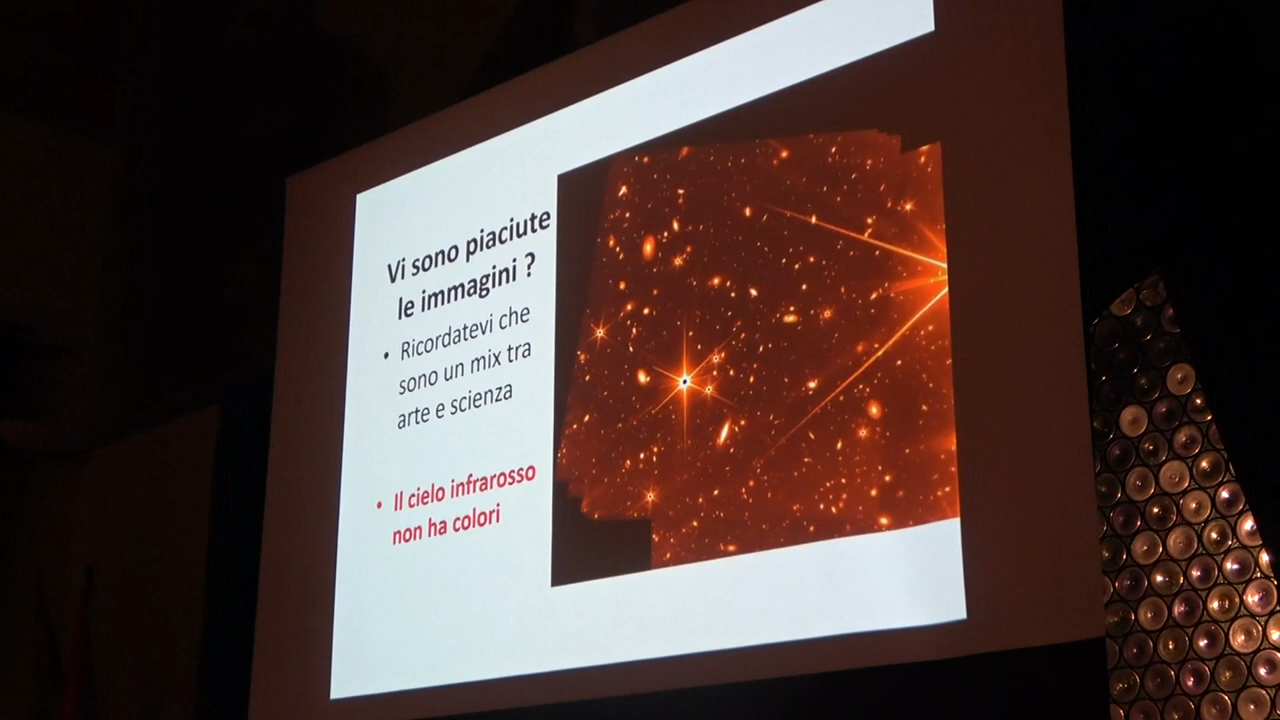 Vi sono piaciute
le immagini ?
• Ricordatevi che
sono un mix tra
arte e scienza
• Il cielo infrarosso
non ha colori